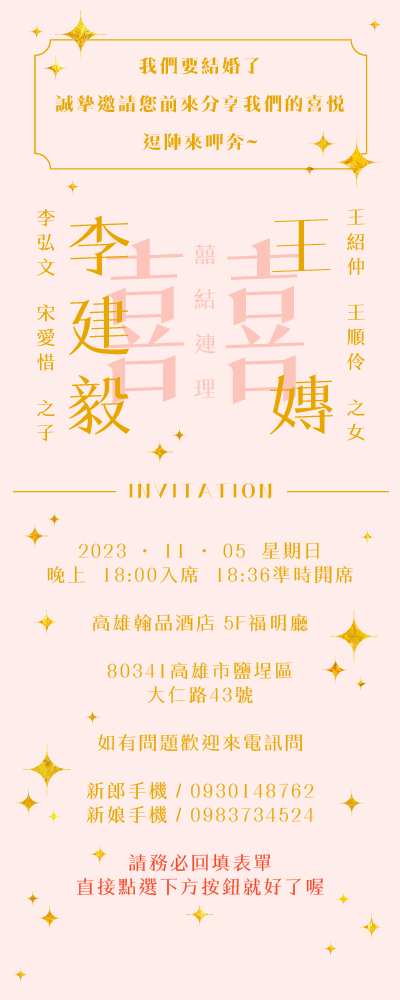 我們要結婚了
誠摯邀請您前來分享我們的喜悅
逗陣來呷奔~
李弘文 宋愛惜 之子
李建毅
囍
囍結連理
王嫥
王紹仲 王順伶 之女
INVITATION
2023 · 11 · 05 星期日
晚上 18:00入席 18:36準時開席
高雄翰品酒店 5F福明廳
80341高雄市鹽埕區
大仁路43號
如有問題歡迎來電訊問
新郎手機 / 0930148762
新娘手機 / 0983734524
請務必回填表單
直接點選下方按鈕就好了喔